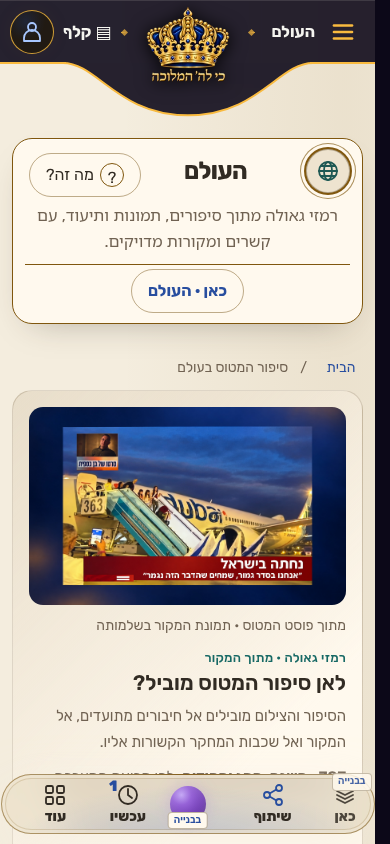 העולם
קלף
כי לה' המלוכה
העולם
? מה זה?
רמזי גאולה מתוך סיפורים, תמונות ותיעוד, עם
קשרים ומקורות מדויקים.
כאן • העולם
הבית / סיפור המטוס בעולם
dubai
נחתה בישראל
"אנחנו בסדר גמור, שמחים שהדבר הזה נגמר"
מתוך פוסט המטוס • תמונת המקור בשלמותה
רמזי גאולה • מתוך המקור
לאן סיפור המטוס מוביל?
הסיפור והצילום מובילים אל חיבורים מתועדים, אל
המקור ואל שכבות המחקר הקשורות אליו.
בבנייה
כאן
שיתוף
בבנייה
1
עכשיו
עוד